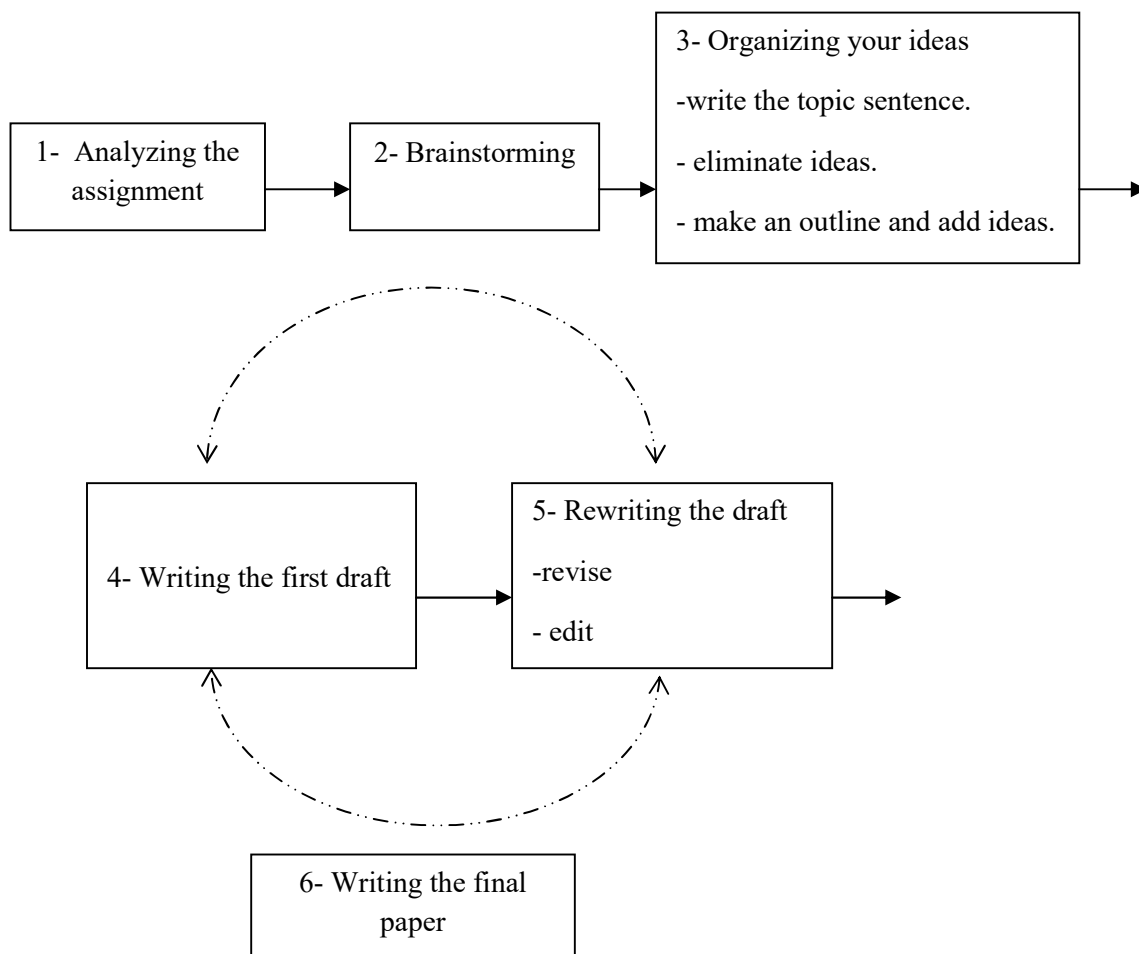 1- Analyzing the
assignment
2- Brainstorming
3- Organizing your ideas
-write the topic sentence.
- eliminate ideas.
- make an outline and add ideas.
4- Writing the first draft
5- Rewriting the draft
-revise
- edit
6- Writing the final
paper